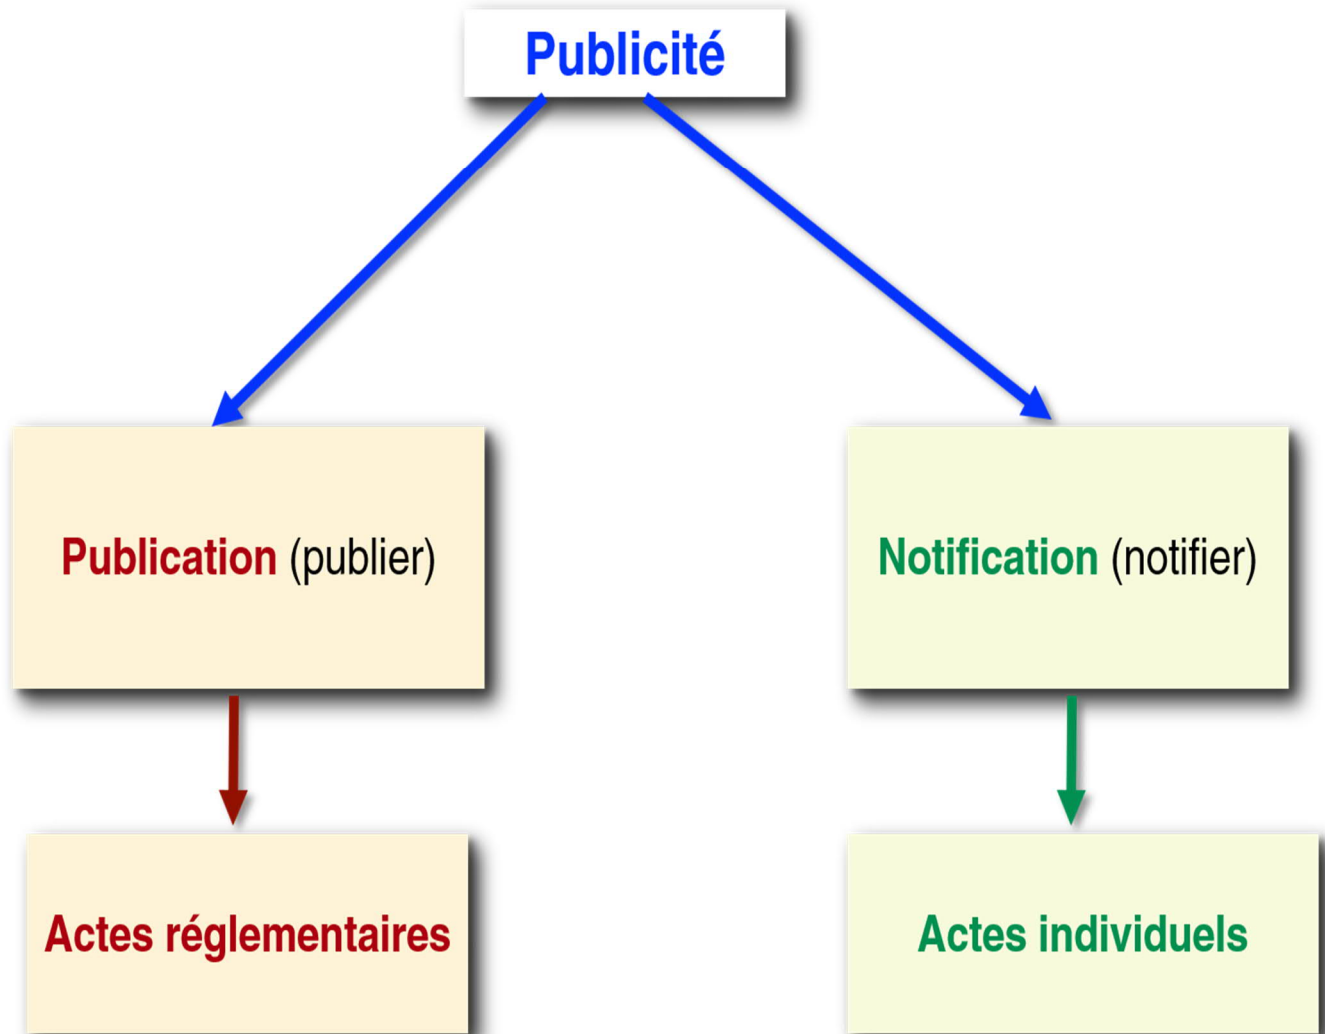 Publicité
Publication (publier)
Notification (notifier)
Actes réglementaires
Actes individuels